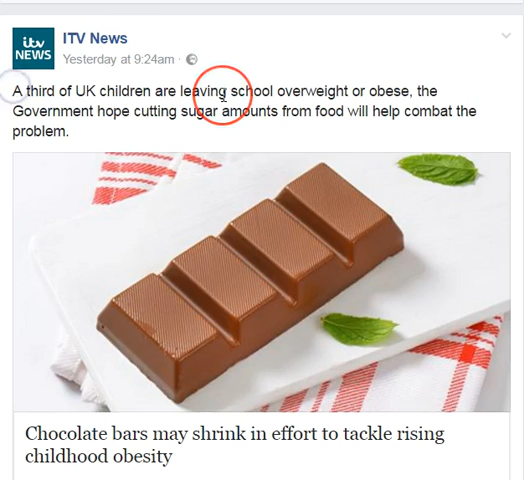 itv
NEWS
ITV News
Yesterday at 9:24am ·
A third of UK children are leaving school overweight or obese, the
Government hope cutting sugar amounts from food will help combat the
problem.
Chocolate bars may shrink in effort to tackle rising
childhood obesity